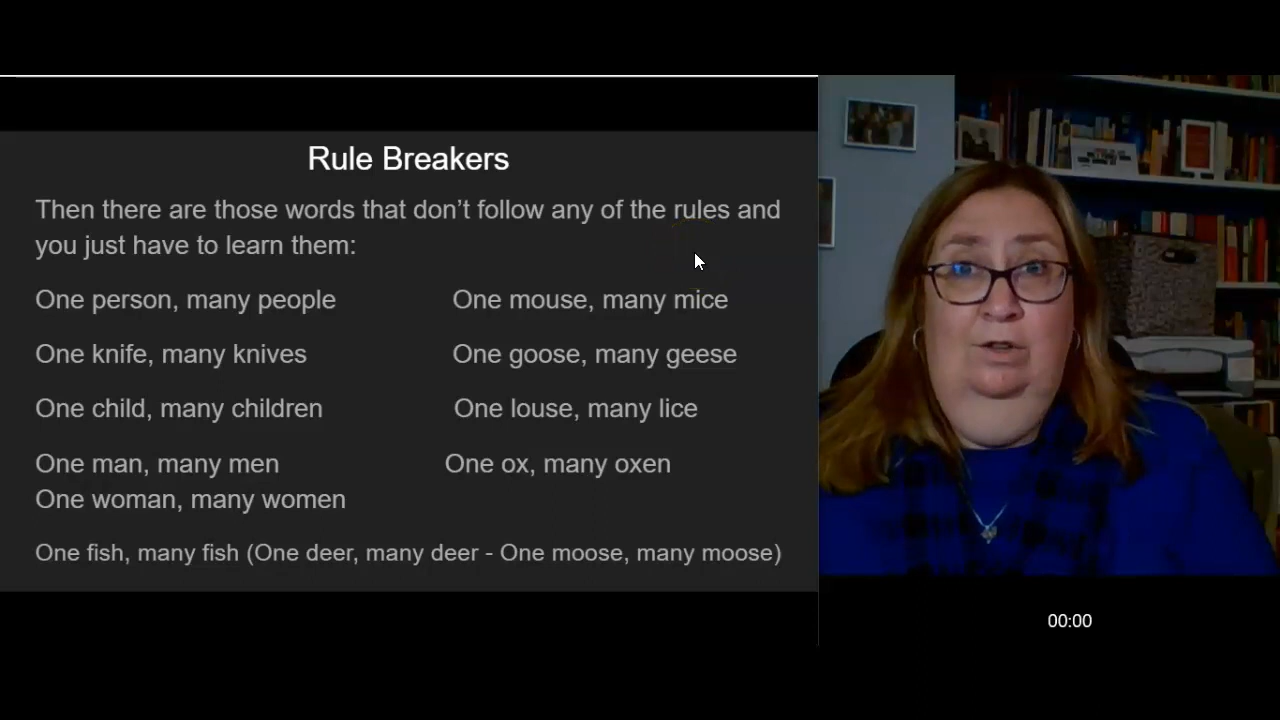 Rule Breakers
Then there are those words that don’t follow any of the rules and
you just have to learn them:
One person, many people
One mouse, many mice
One knife, many knives
One goose, many geese
One child, many children
One louse, many lice
One man, many men
One ox, many oxen
One woman, many women
One fish, many fish (One deer, many deer - One moose, many moose)
00:00